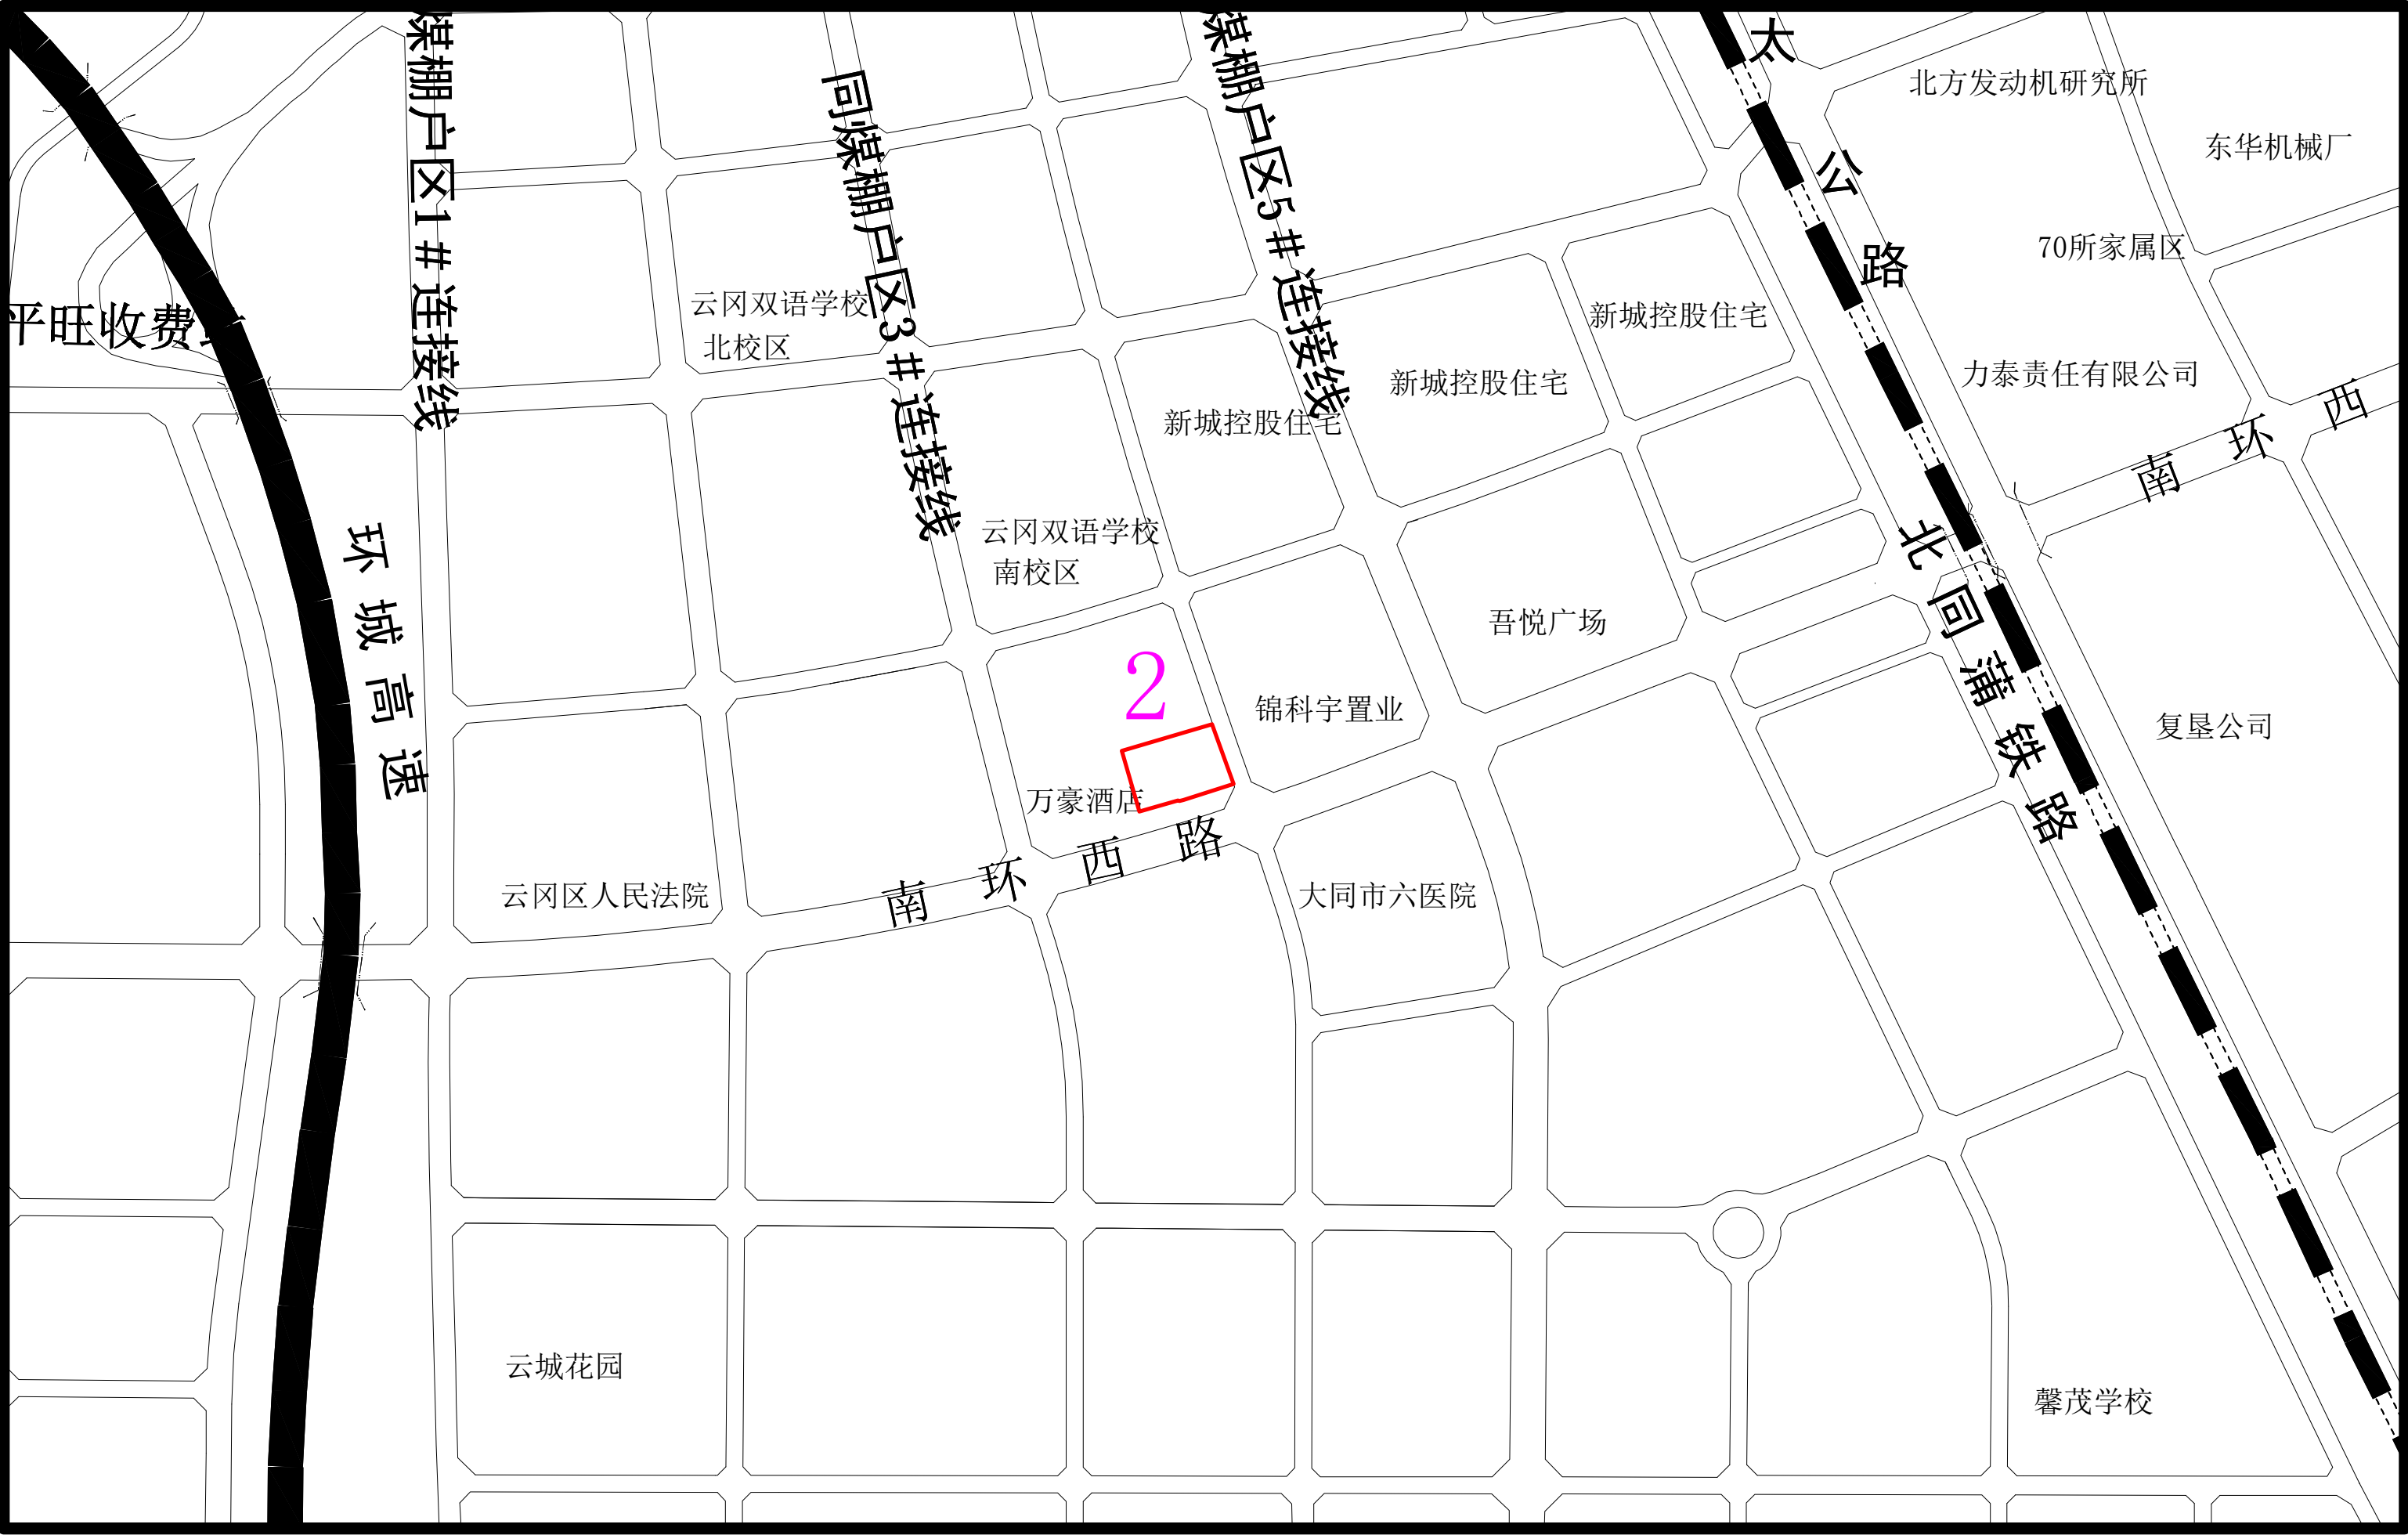 煤棚户区1#连接线
同煤棚户区3#连接线
煤棚户区5#连接线
太
公
路
北方发动机研究所
东华机械厂
70所家属区
力泰责任有限公司
南环西
平旺收费
云冈双语学校
北校区
新城控股住宅
新城控股住宅
新城控股住宅
云冈双语学校
南校区
环城高速
吾悦广场
北同蒲铁路
2
锦科宇置业
复垦公司
万豪酒店
南环西路
云冈区人民法院
大同市六医院
云城花园
馨茂学校